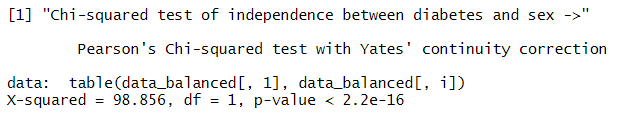 [1] "Chi-squared test of independence between diabetes and sex ->"
Pearson's Chi-squared test with Yates' continuity correction
data:  table(data_balanced[, 1], data_balanced[, i])
X-squared = 98.856, df = 1, p-value < 2.2e-16